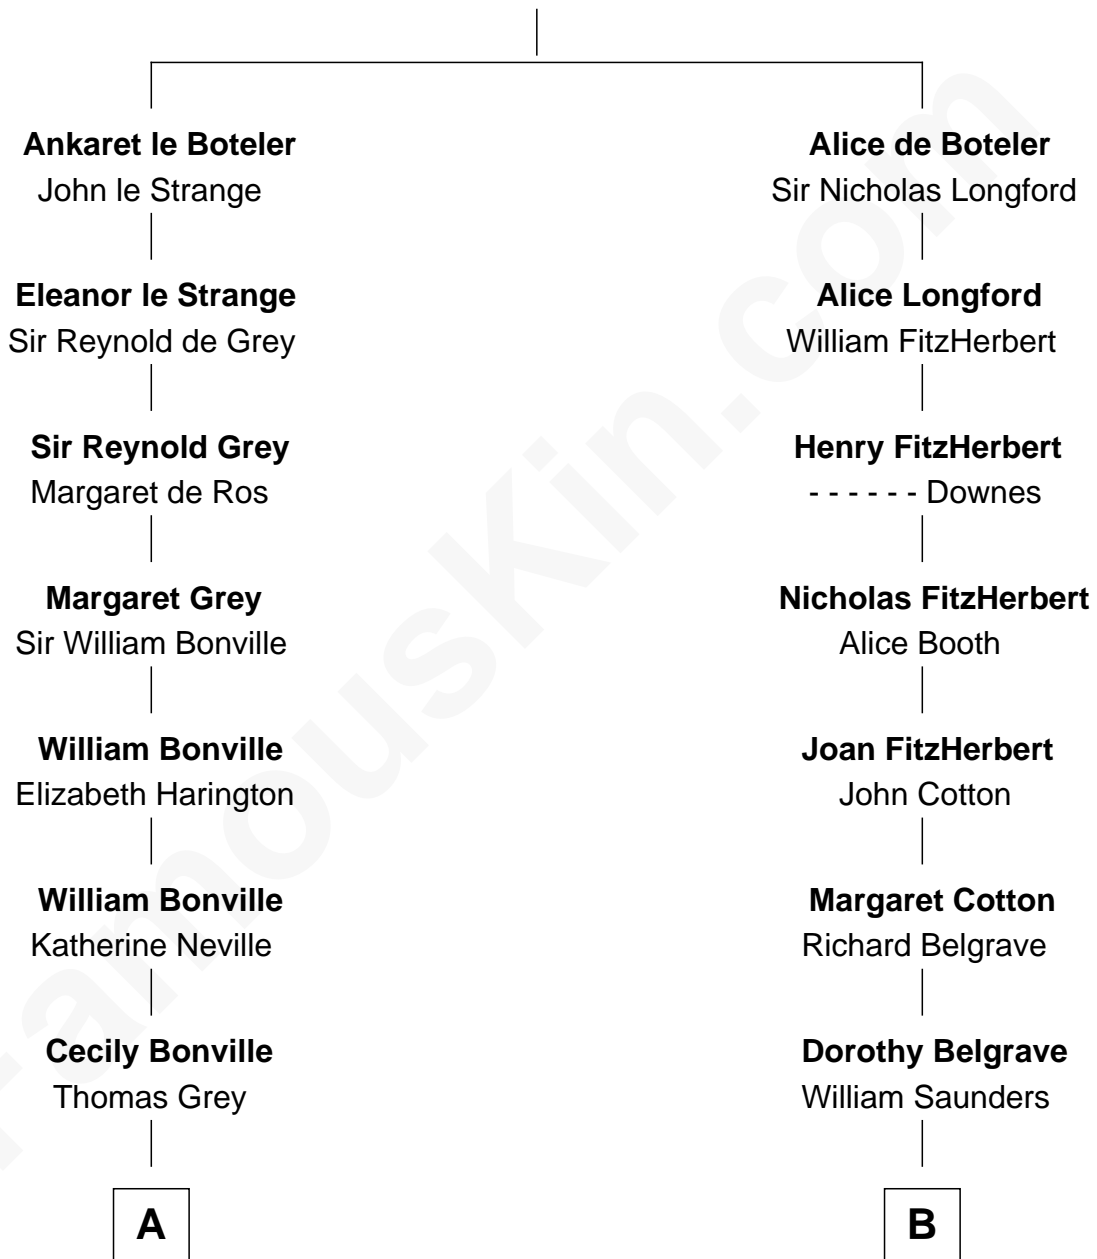 Ankaret le Boteler
John le Strange
Eleanor le Strange
Sir Reynold de Grey
Sir Reynold Grey
Margaret de Ros
Margaret Grey
Sir William Bonville
William Bonville
Elizabeth Harington
William Bonville
Katherine Neville
Cecily Bonville
Thomas Grey
A
Alice de Boteler
Sir Nicholas Longford
Alice Longford
William FitzHerbert
Henry FitzHerbert
- - - - - - Downes
Nicholas FitzHerbert
Alice Booth
Joan FitzHerbert
John Cotton
Margaret Cotton
Richard Belgrave
Dorothy Belgrave
William Saunders
B
FamousKin.com